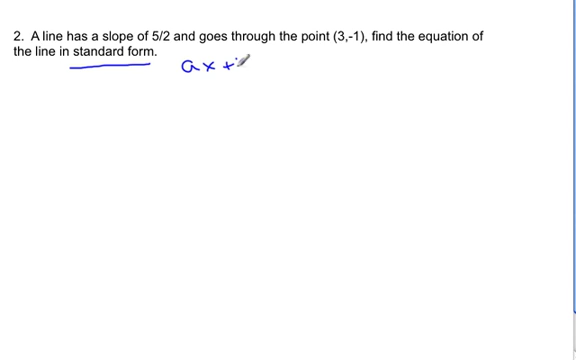 2. A line has a slope of 5/2 and goes through the point (3,-1), find the equation of
the line in standard form.
ax +